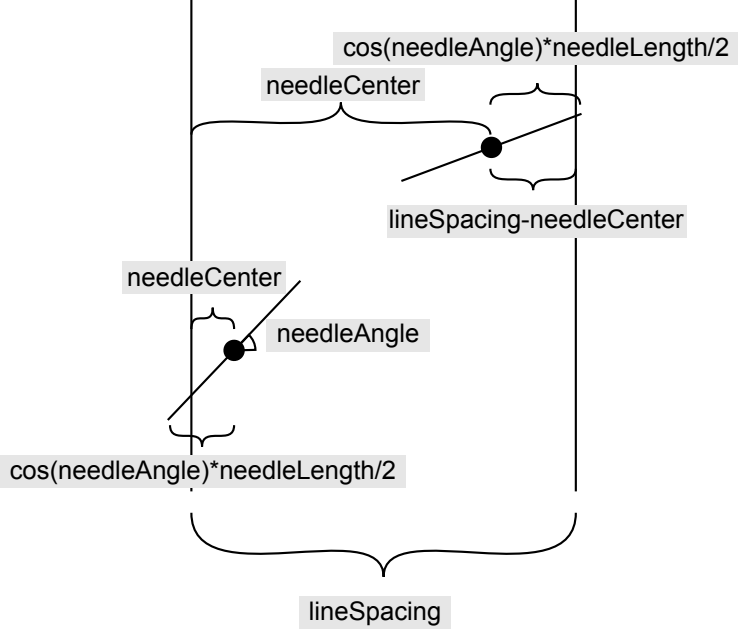 cos(needleAngle)*needleLength/2
needleCenter
lineSpacing-needleCenter
needleCenter
needleAngle
cos(needleAngle)*needleLength/2
lineSpacing